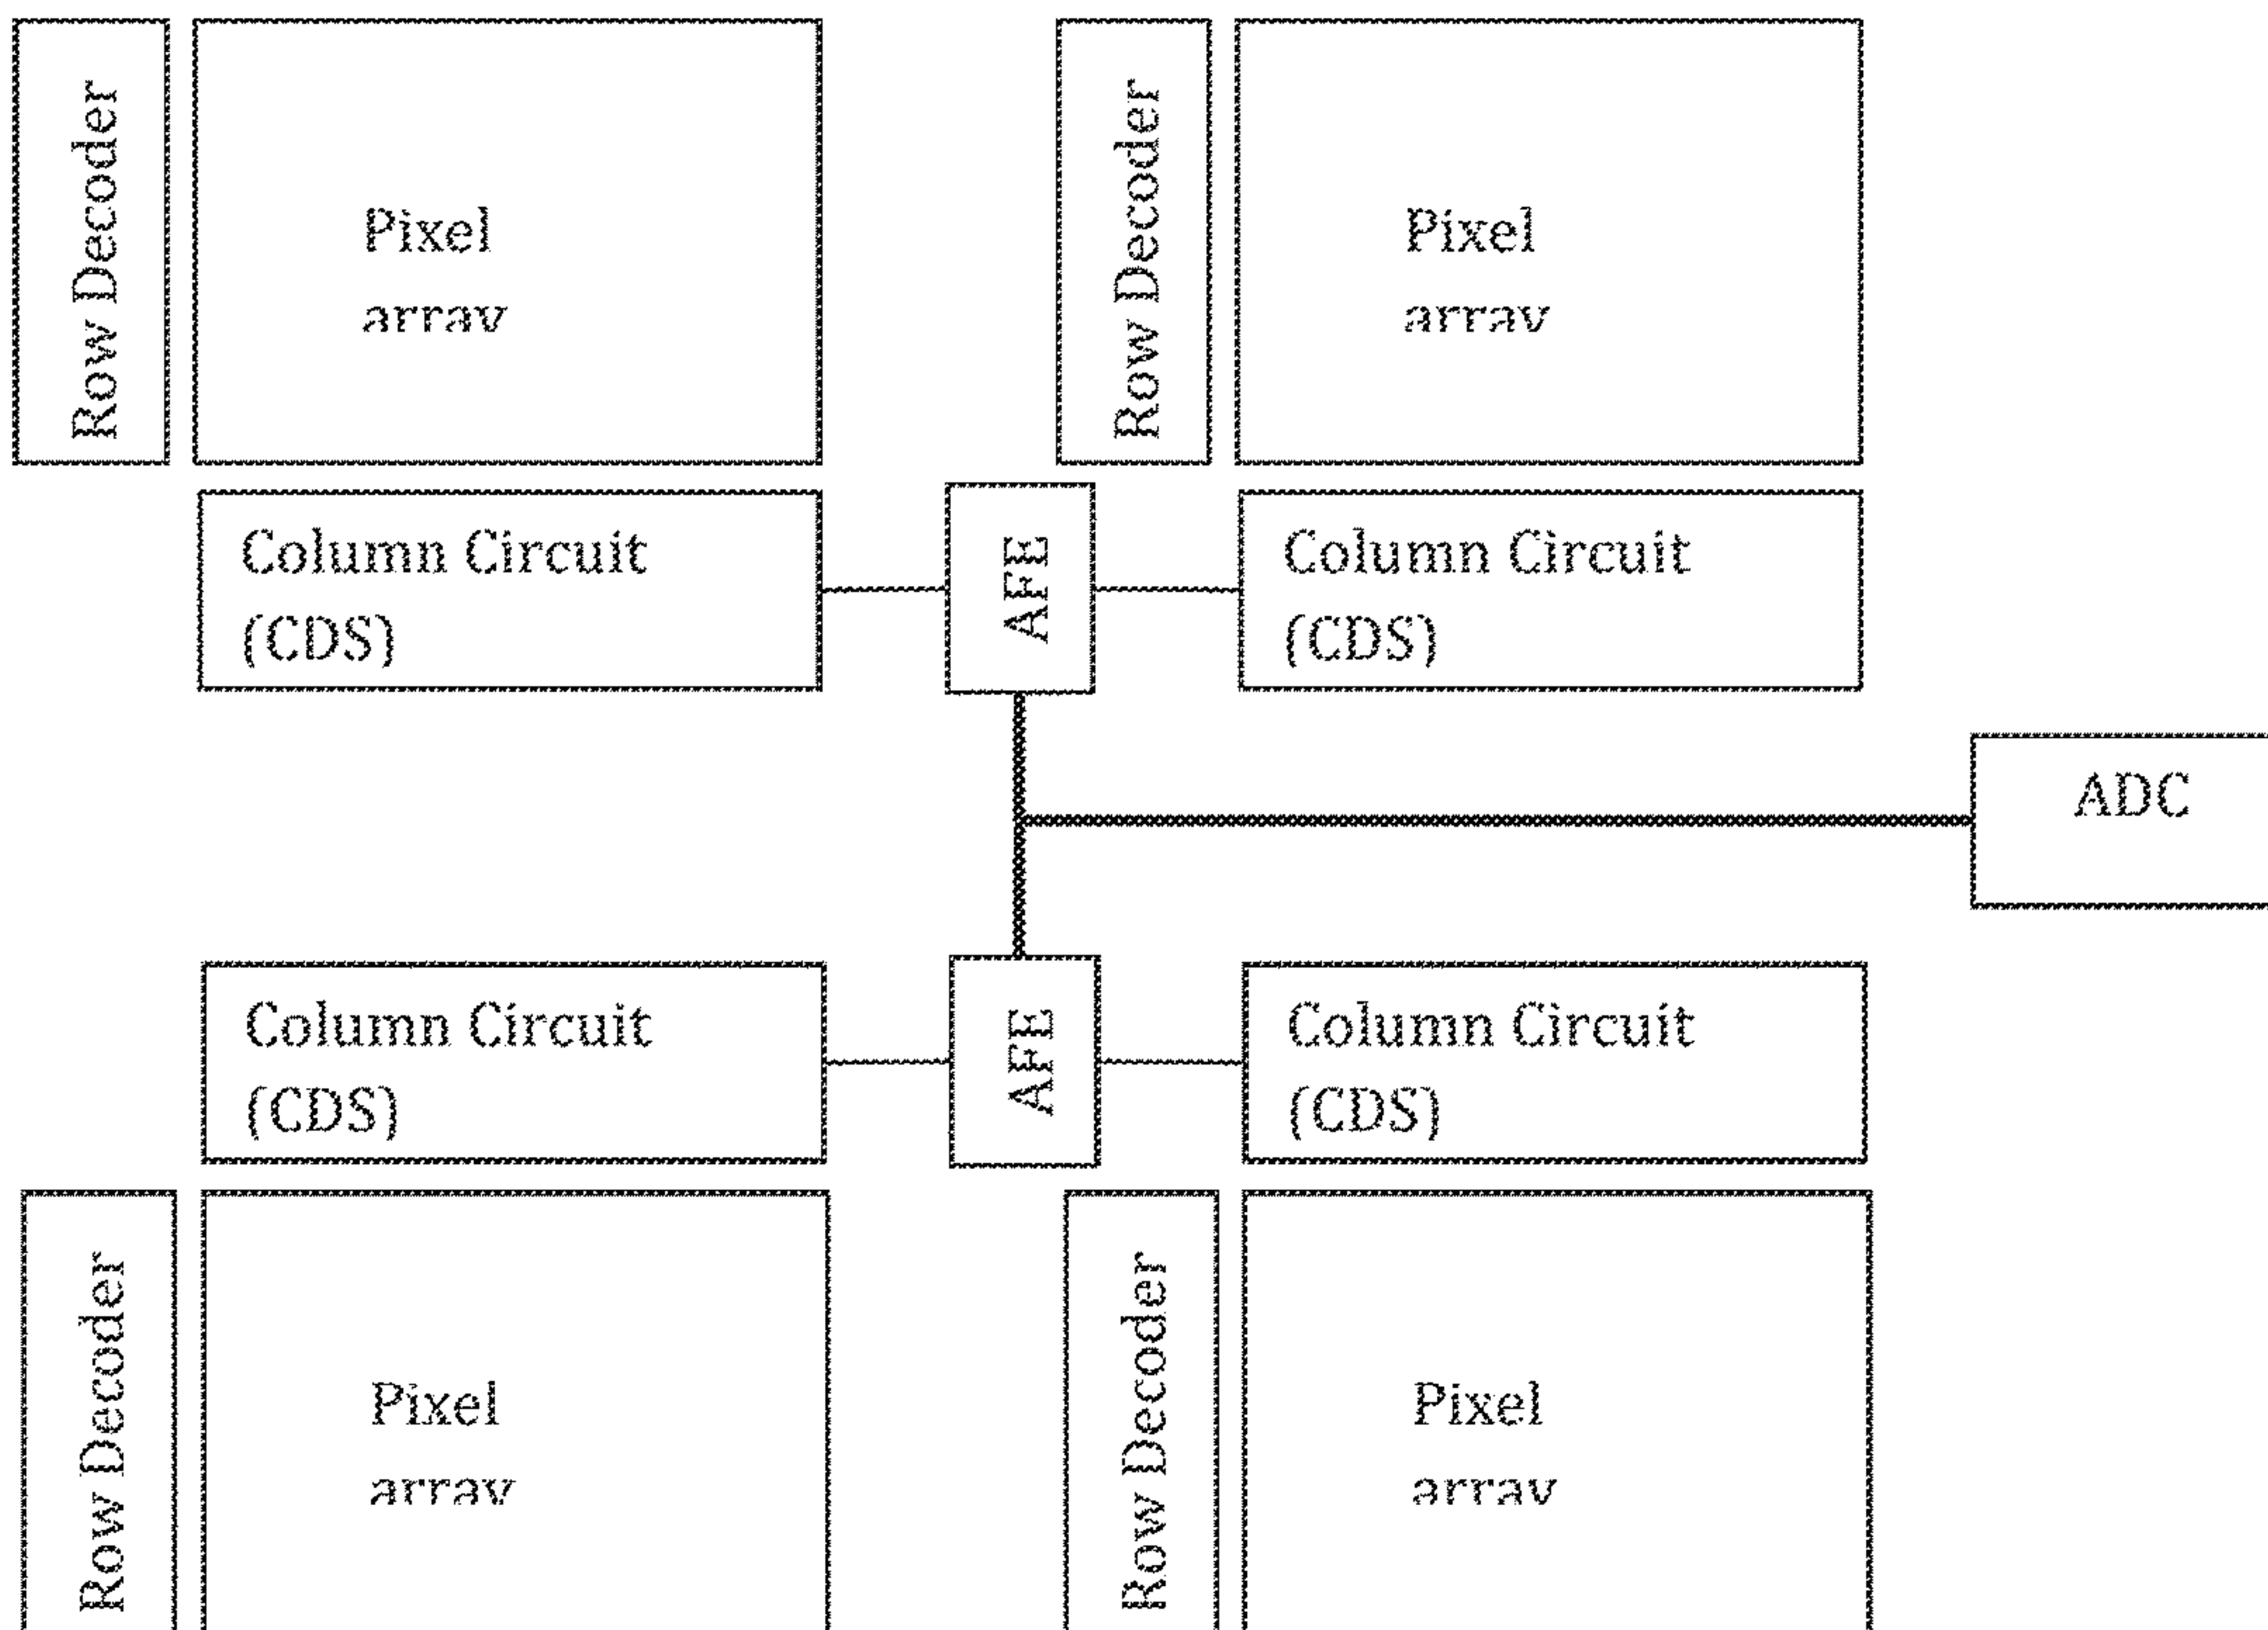 Row Decoder
Pixel
array
Row Decoder
Pixel
array
Column Circuit
(CDS)
AFE
Column Circuit
(CDS)
ADC
Column Circuit
(CDS)
AFE
Column Circuit
(CDS)
Row Decoder
Pixel
array
Row Decoder
Pixel
array